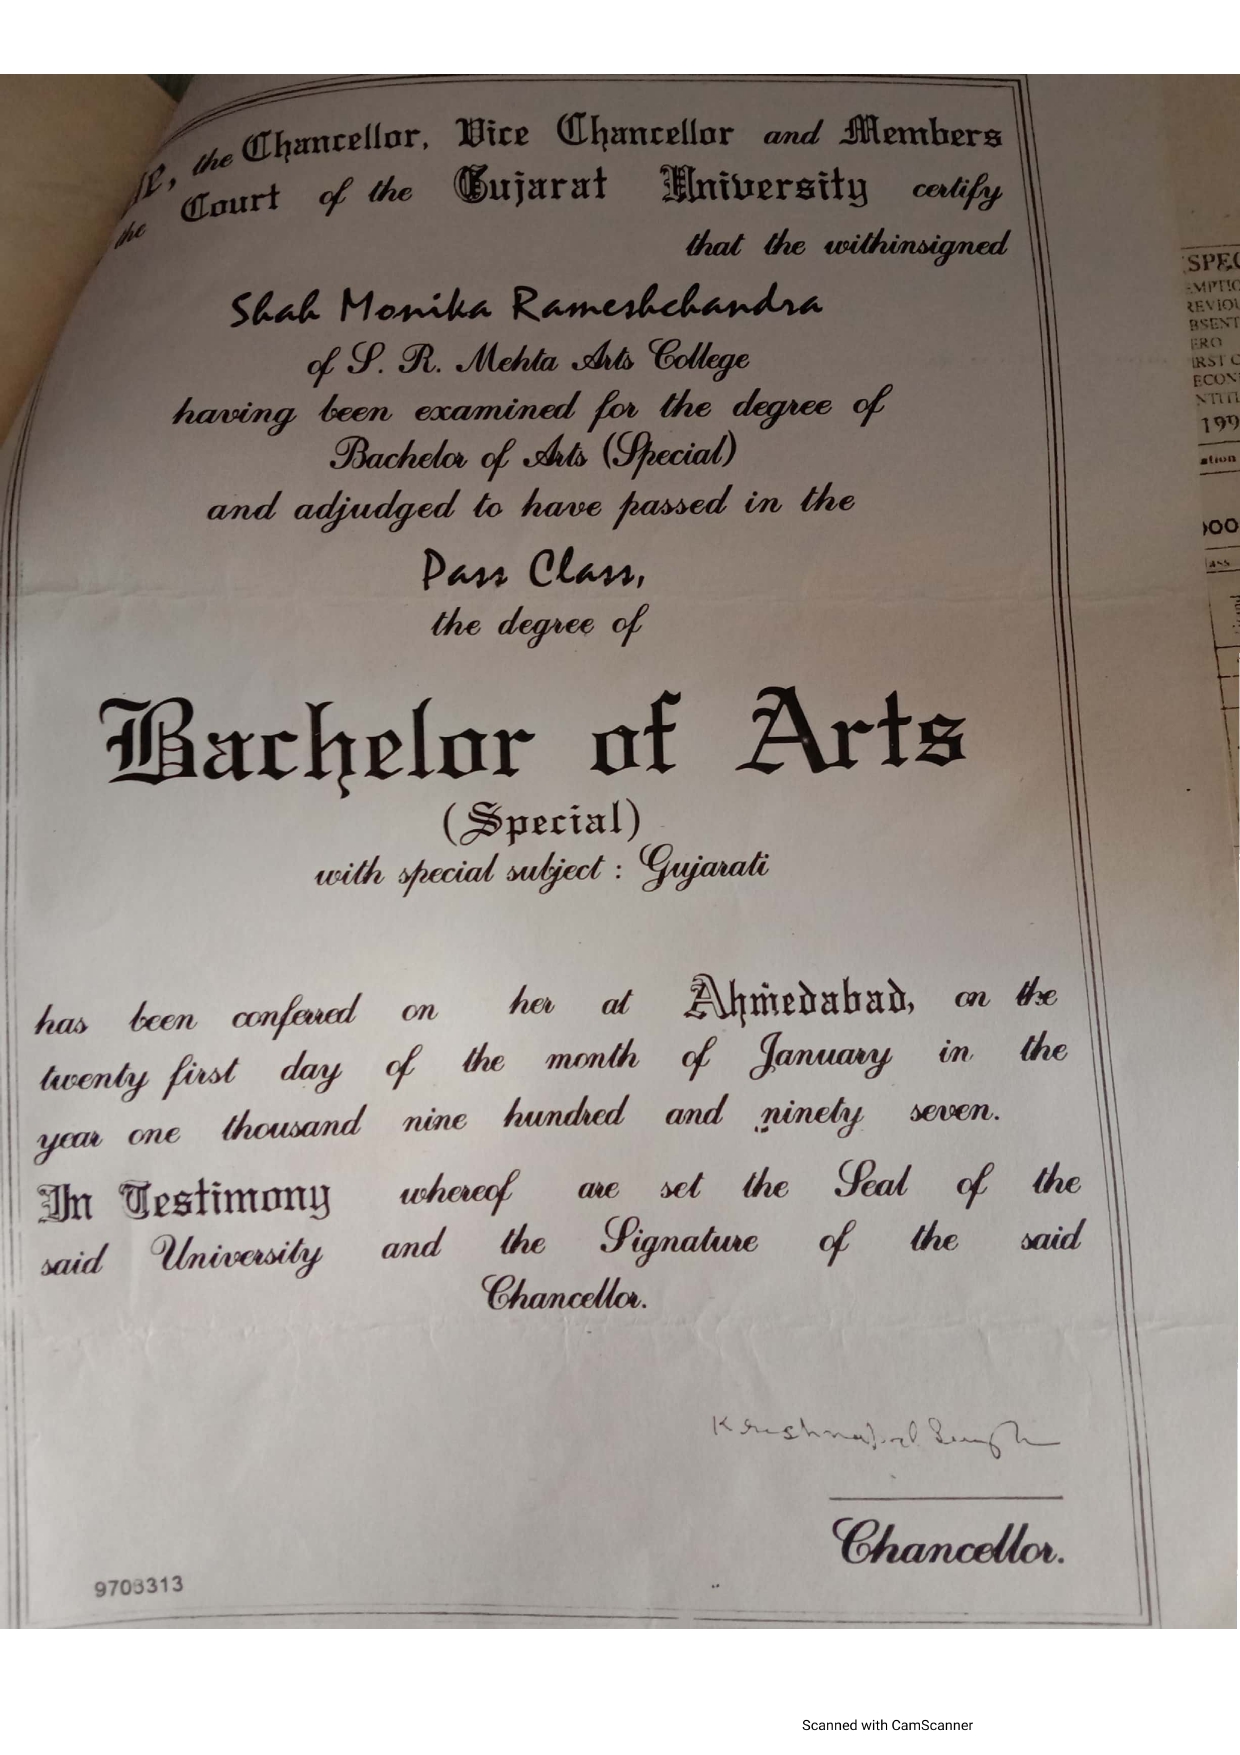 the Chancellor, Vice Chancellor and Members
the Court of the Gujarat University certify
that the withinsigned
Shah Monika Rameshchandra
of S. R. Mehta Arts College
having been examined for the degree of
Bachelor of Arts (Special)
and adjudged to have passed in the
Pass Class,
the degree of
Bachelor of Arts
(Special)
with special subject : Gujarati
has been conferred on her at Ahmedabad, on the
twenty first day of the month of January in the
year one thousand nine hundred and ninety seven.
In Testimony whereof are set the Seal of the
said University and the Signature of the said
Chancellor.
Chancellor.
9703313
Scanned with CamScanner